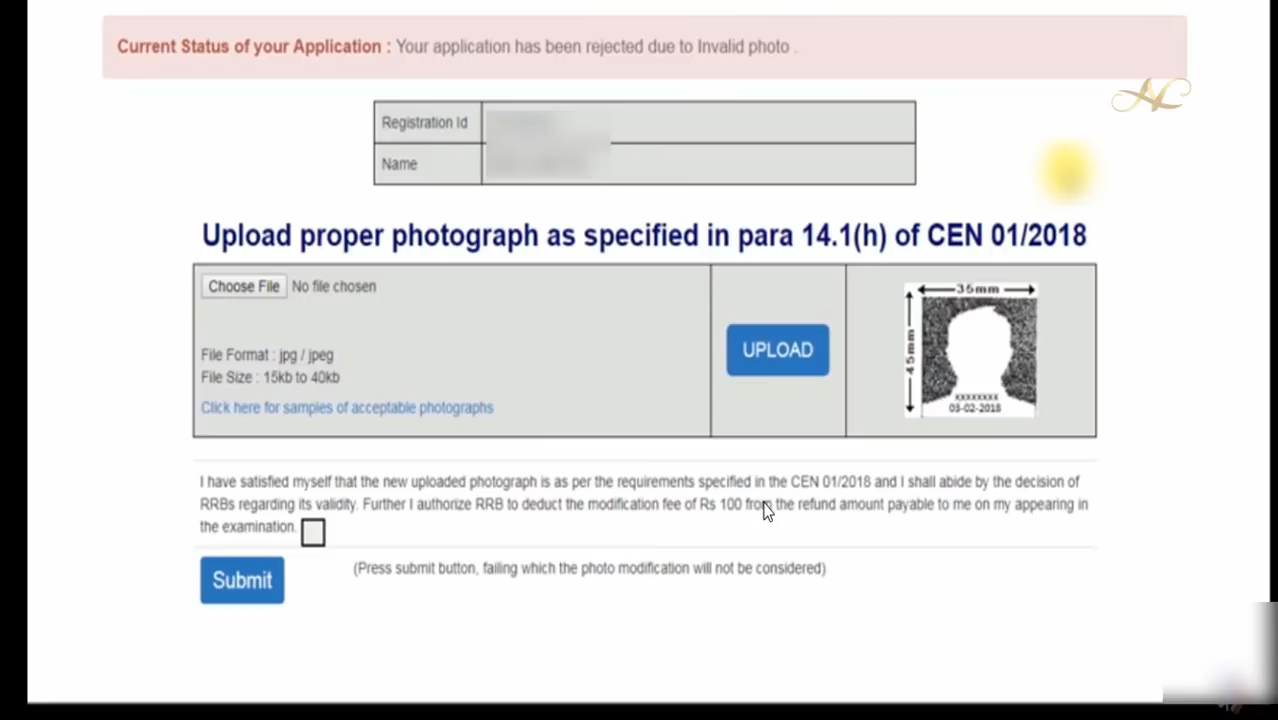 Current Status of your Application : Your application has been rejected due to Invalid photo .
Registration Id
Name
Upload proper photograph as specified in para 14.1(h) of CEN 01/2018
Choose File No file chosen
File Format : jpg / jpeg
File Size : 15kb to 40kb
Click here for samples of acceptable photographs
UPLOAD
35mm
45mm
XXXXXXXX
03-02-2018
I have satisfied myself that the new uploaded photograph is as per the requirements specified in the CEN 01/2018 and I shall abide by the decision of
RRBs regarding its validity. Further I authorize RRB to deduct the modification fee of Rs 100 from the refund amount payable to me on my appearing in
the examination.
Submit
(Press submit button, failing which the photo modification will not be considered)